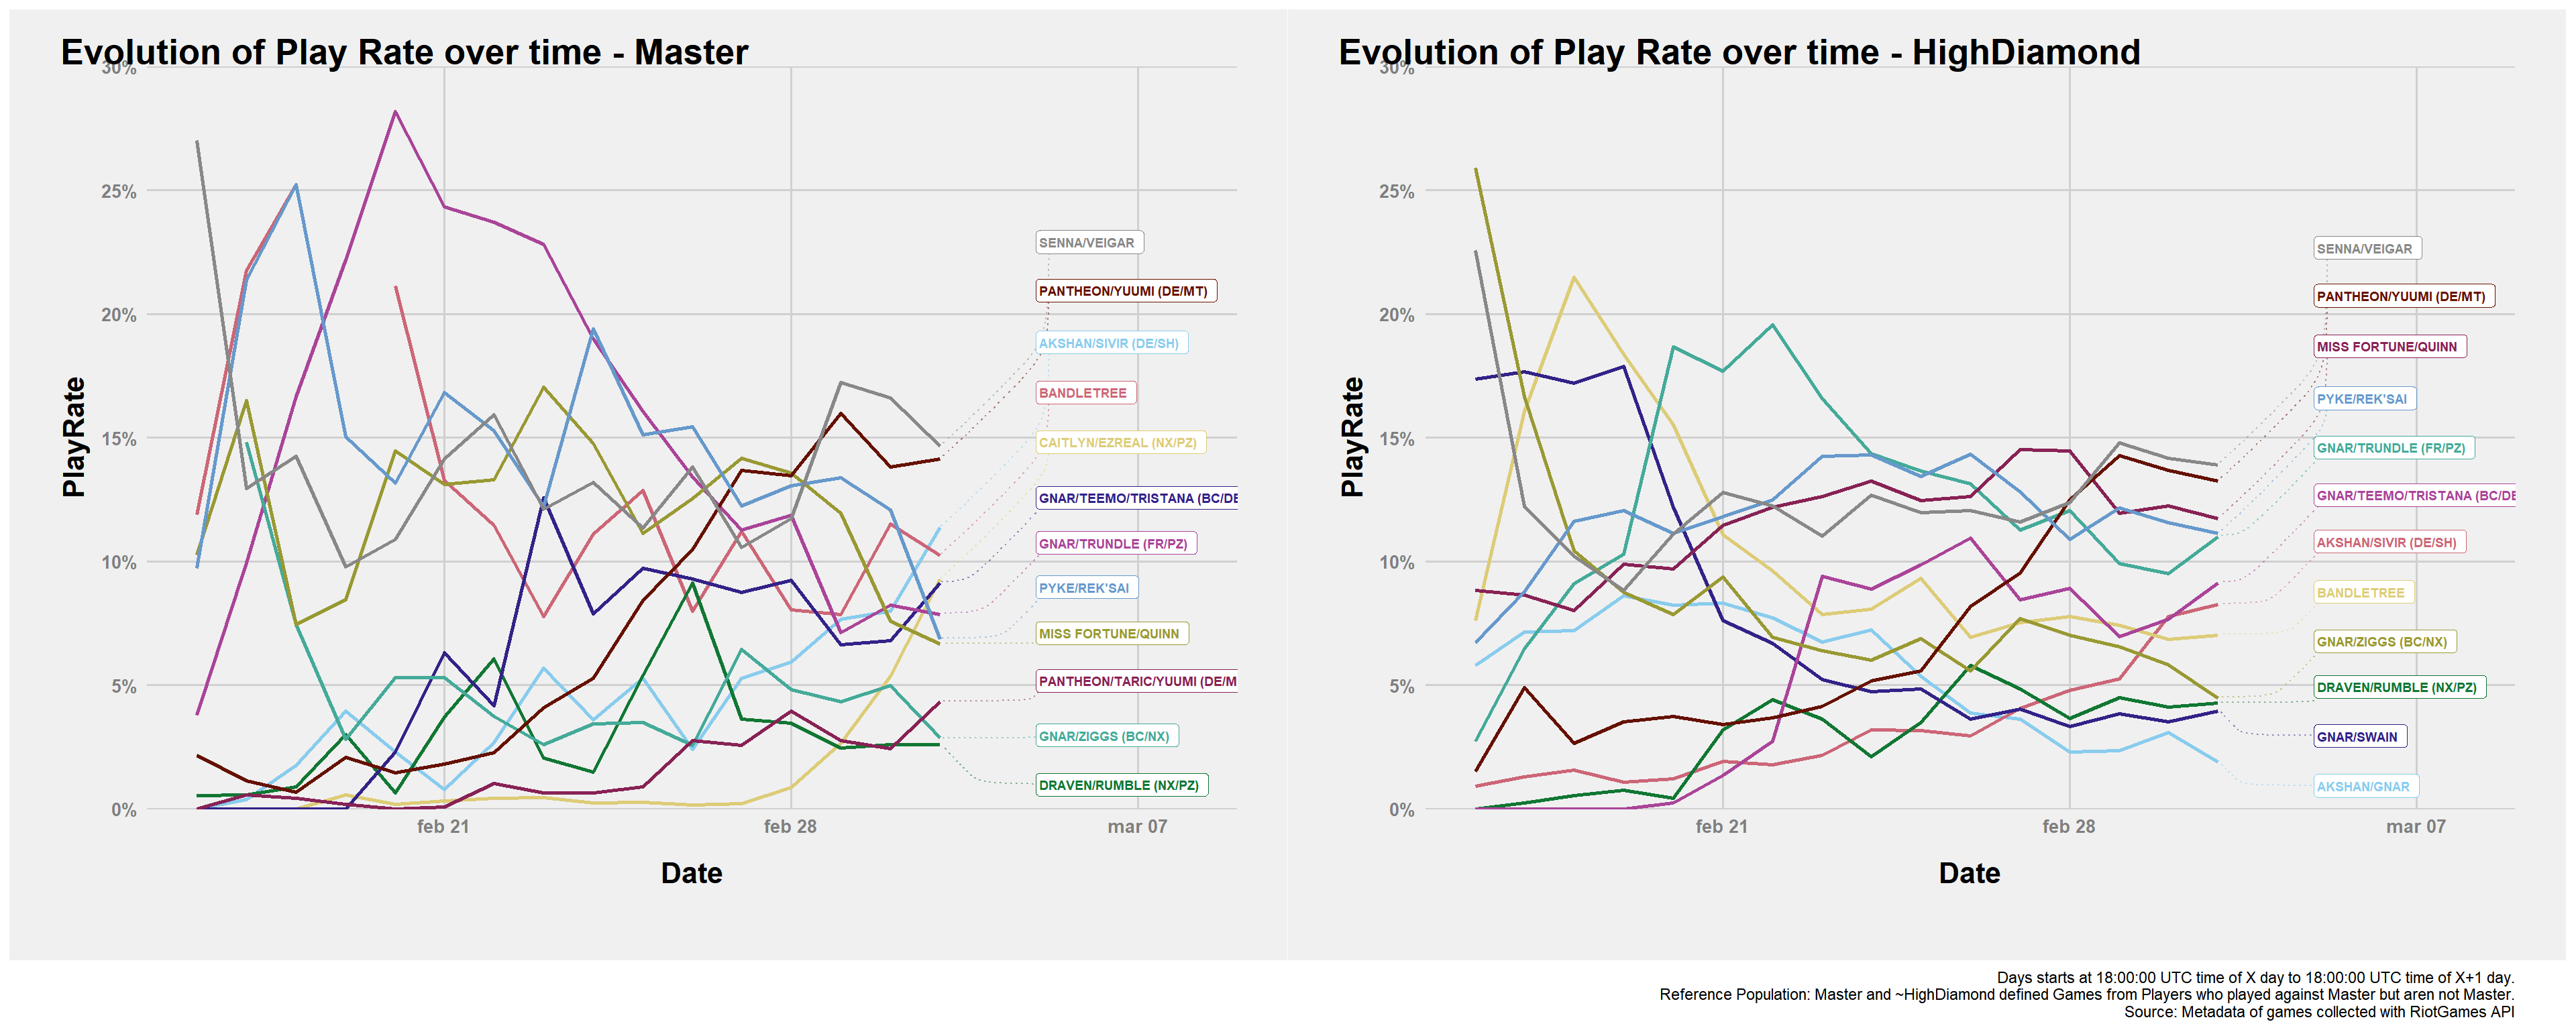 Evolution of Play Rate over time - Master
30%
25%
20%
15%
10%
5%
0%
PlayRate
feb 21
feb 28
mar 07
Date
SENNA/VEIGAR
PANTHEON/YUUMI (DE/MT)
AKSHAN/SIVIR (DE/SH)
BANDLETREE
CAITLYN/EZREAL (NX/PZ)
GNAR/TEEMO/TRISTANA (BC/DE
GNAR/TRUNDLE (FR/PZ)
PYKE/REK'SAI
MISS FORTUNE/QUINN
PANTHEON/TARIC/YUUMI (DE/M
GNAR/ZIGGS (BC/NX)
DRAVEN/RUMBLE (NX/PZ)
Evolution of Play Rate over time - HighDiamond
30%
25%
20%
15%
10%
5%
0%
PlayRate
feb 21
feb 28
mar 07
Date
SENNA/VEIGAR
PANTHEON/YUUMI (DE/MT)
MISS FORTUNE/QUINN
PYKE/REK'SAI
GNAR/TRUNDLE (FR/PZ)
GNAR/TEEMO/TRISTANA (BC/DE
AKSHAN/SIVIR (DE/SH)
BANDLETREE
GNAR/ZIGGS (BC/NX)
DRAVEN/RUMBLE (NX/PZ)
GNAR/SWAIN
AKSHAN/GNAR
Days starts at 18:00:00 UTC time of X day to 18:00:00 UTC time of X+1 day.
Reference Population: Master and ~HighDiamond defined Games from Players who played against Master but aren not Master.
Source: Metadata of games collected with RiotGames API